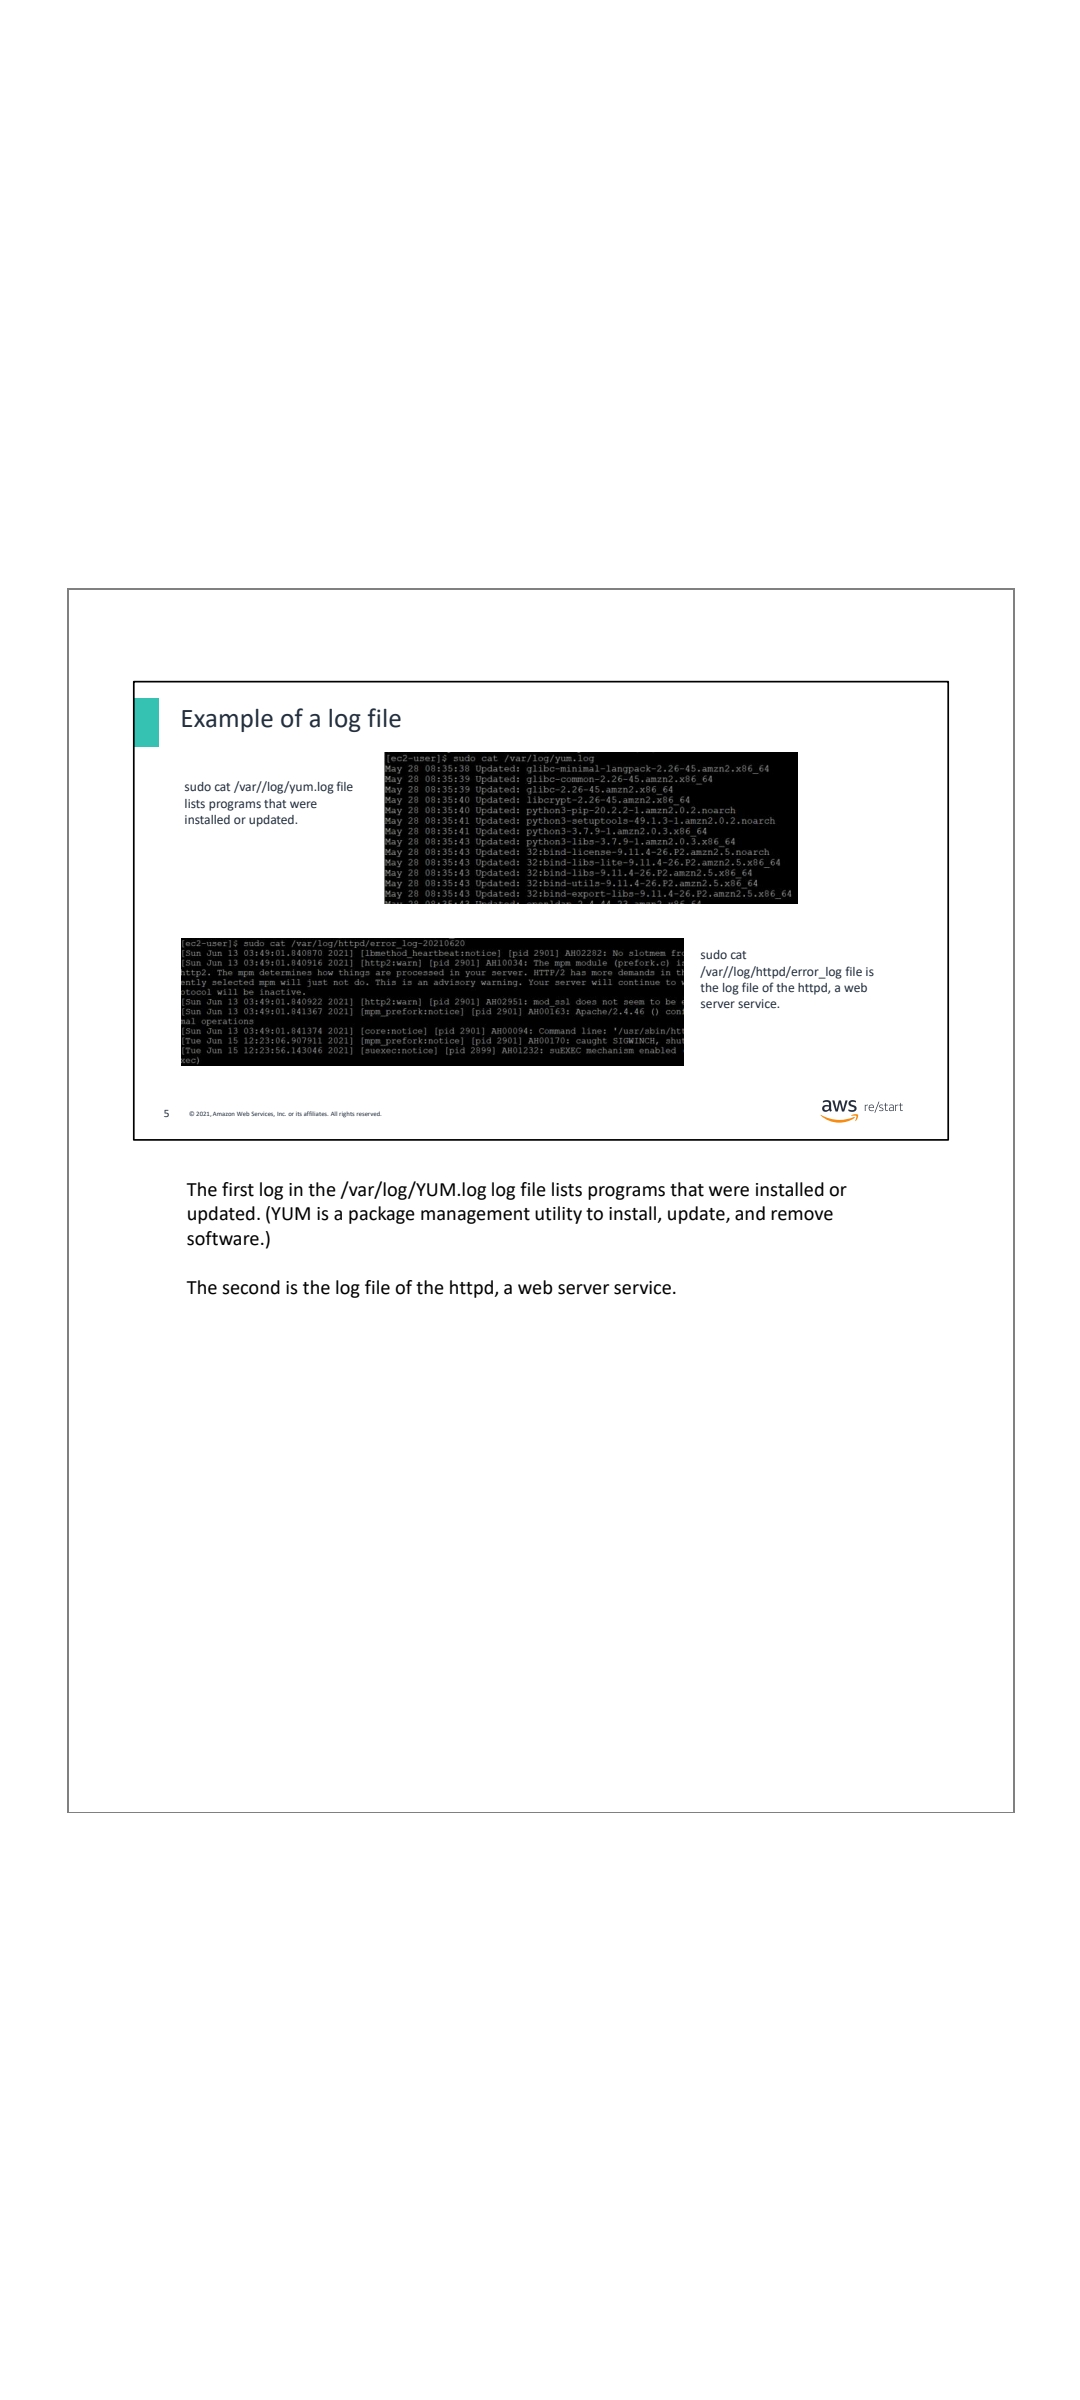 Example of a log file
sudo cat /var//log/yum.log file
lists programs that were
installed or updated.
[ec2-user]$ sudo cat /var/log/yum.log
May 28 08:35:38 Updated: glibc-minimal-langpack-2.26-45.amzn2.x86_64
May 28 08:35:39 Updated: glibc-common-2.26-45.amzn2.x86_64
May 28 08:35:39 Updated: glibc-2.26-45.amzn2.x86_64
May 28 08:35:40 Updated: libcrypt-2.26-45.amzn2.x86_64
May 28 08:35:40 Updated: python3-pip-20.2.2-1.amzn2.0.2.noarch
May 28 08:35:41 Updated: python3-setuptools-49.1.3-1.amzn2.0.2.noarch
May 28 08:35:41 Updated: python3-3.7.9-1.amzn2.0.3.x86_64
May 28 08:35:43 Updated: python3-libs-3.7.9-1.amzn2.0.3.x86_64
May 28 08:35:43 Updated: 32:bind-license-9.11.4-26.P2.amzn2.5.noarch
May 28 08:35:43 Updated: 32:bind-libs-lite-9.11.4-26.P2.amzn2.5.x86_64
May 28 08:35:43 Updated: 32:bind-libs-9.11.4-26.P2.amzn2.5.x86_64
May 28 08:35:43 Updated: 32:bind-utils-9.11.4-26.P2.amzn2.5.x86_64
May 28 08:35:43 Updated: 32:bind-export-libs-9.11.4-26.P2.amzn2.5.x86_64
[ec2-user]$ sudo cat /var/log/httpd/error_log-20210620
[Sun Jun 13 03:49:01.840870 2021] [lbmethod_heartbeat:notice] [pid 2901] AH02282: No slotmem
[Sun Jun 13 03:49:01.840916 2021] [http2:warn] [pid 2901] AH10034: The mpm module (prefork.c)
http2. The mpm determines how things are processed in your server. HTTP/2 has more demands in
ently selected mpm will just not do. This is an advisory warning. Your server will continue to
otocol will be inactive.
[Sun Jun 13 03:49:01.840922 2021] [http2:warn] [pid 2901] AH02951: mod_ssl does not seem to be
[Sun Jun 13 03:49:01.841367 2021] [mpm_prefork:notice] [pid 2901] AH00163: Apache/2.4.46 ()
mal operations
[Sun Jun 13 03:49:01.841374 2021] [core:notice] [pid 2901] AH00094: Command line:
[Tue Jun 15 12:23:06.907911 2021] [mpm_prefork:notice] [pid 2901] AH00170: caught SIGWINCH,
[Tue Jun 15 12:23:56.143046 2021] [suexec:notice] [pid 2899] AH01232: suEXEC mechanism enabled
xec)
sudo cat
/var//log/httpd/error_log file is
the log file of the httpd, a web
server service.
5 © 2021, Amazon Web Services, Inc. or its affiliates. All rights reserved.
aws re/start
The first log in the /var/log/YUM.log log file lists programs that were installed or
updated. (YUM is a package management utility to install, update, and remove
software.)
The second is the log file of the httpd, a web server service.